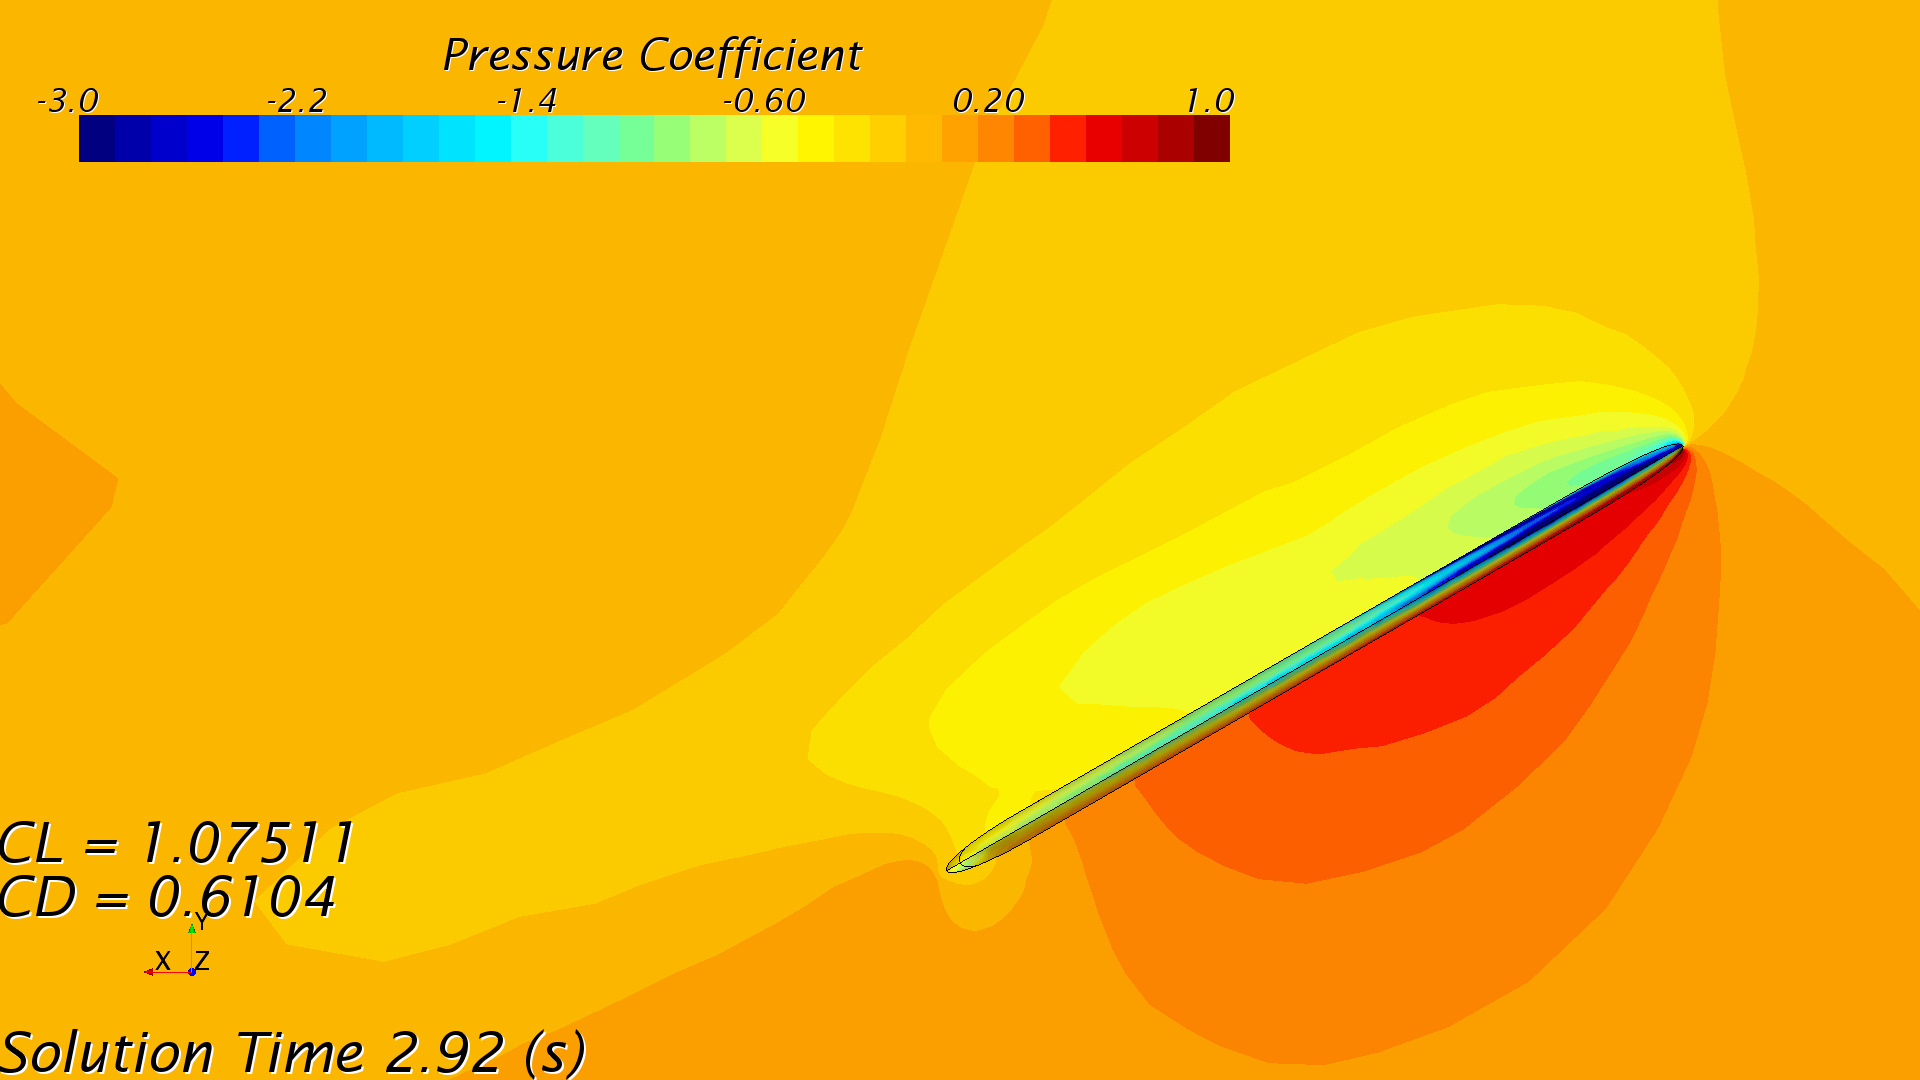 Pressure Coefficient
-3.0 -2.2 -1.4 -0.60 0.20 1.0
CL = 1.07511
CD = 0.6104
Y
X Z
Solution Time 2.92 (s)